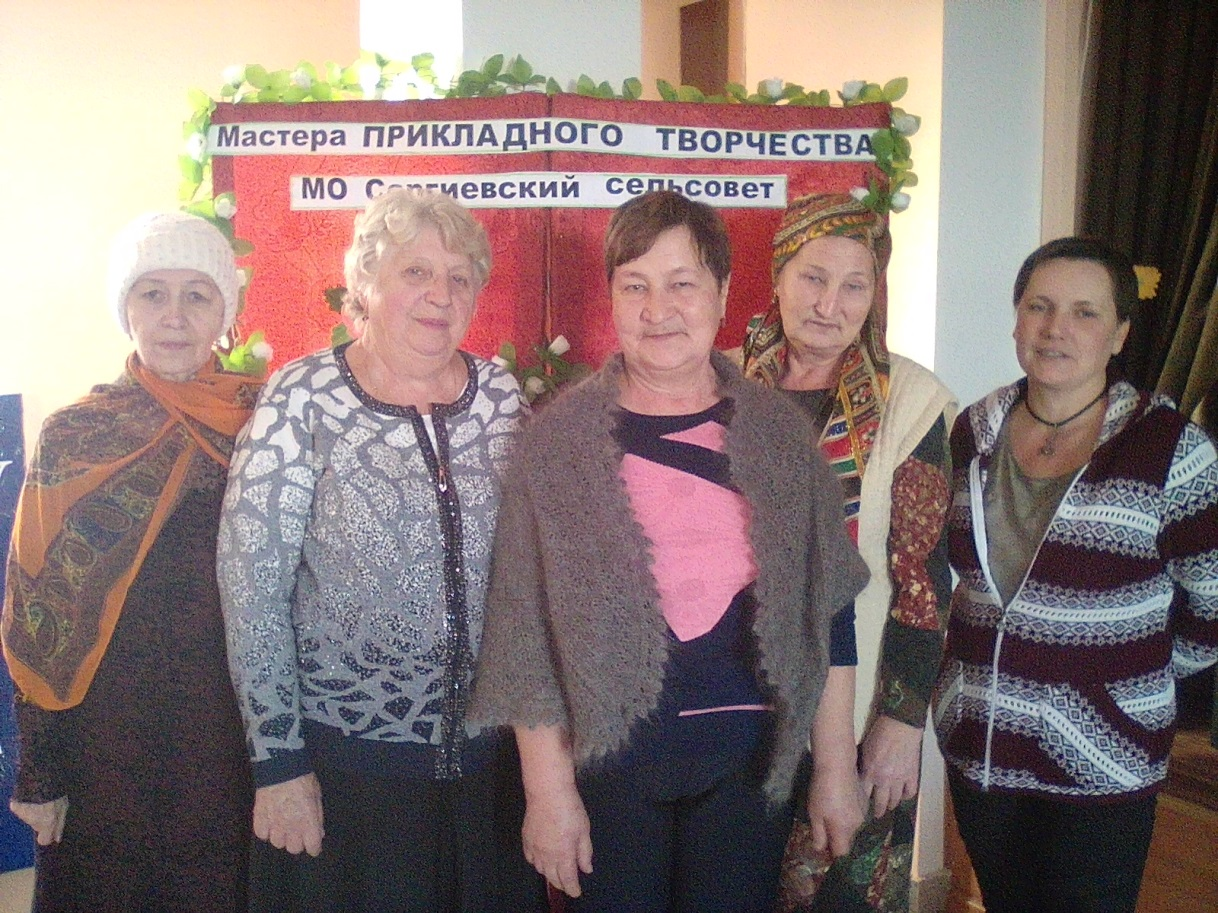 Мастера ПРИКЛАДНОГО ТВОРЧЕСТВА
МО Сергиевский сельсовет